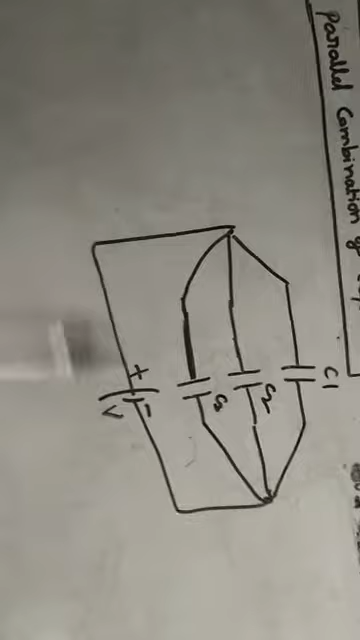 Parallel Combination of
C1
C2
C3
+ -
V